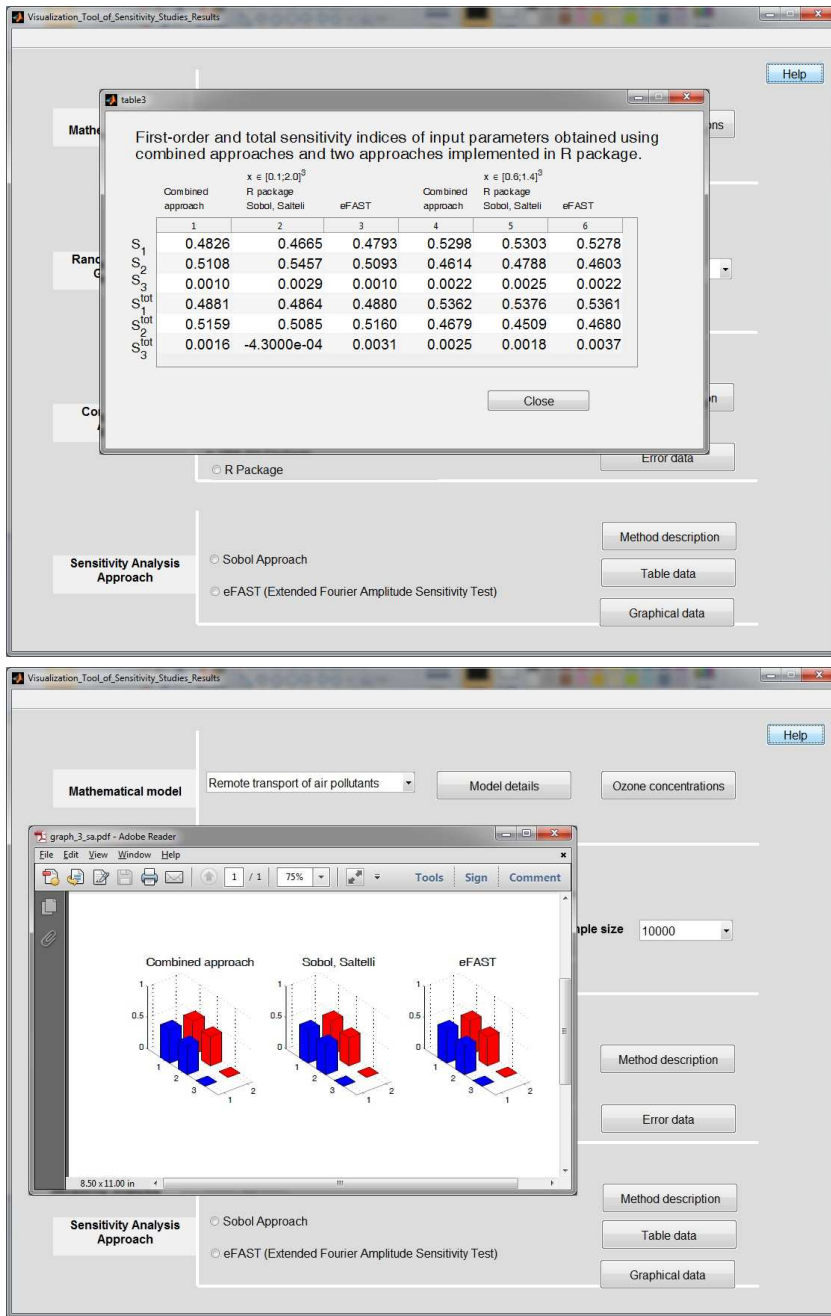 Visualization_Tool_of_Sensitivity_Studies_Results
Help
table3
Mathe
ons
First-order and total sensitivity indices of input parameters obtained using
combined approaches and two approaches implemented in R package.
x ∈ [0.1;2.0]³ x ∈ [0.6;1.4]³
Combined R package Combined R package
approach Sobol, Salteli eFAST approach Sobol, Salteli eFAST
1 2 3 4 5 6
S₁ 0.4826 0.4665 0.4793 0.5298 0.5303 0.5278
S₂ 0.5108 0.5457 0.5093 0.4614 0.4788 0.4603
S₃ 0.0010 0.0029 0.0010 0.0022 0.0025 0.0022
S₁tot 0.4881 0.4864 0.4880 0.5362 0.5376 0.5361
S₂tot 0.5159 0.5085 0.5160 0.4679 0.4509 0.4680
S₃tot 0.0016 -4.3000e-04 0.0031 0.0025 0.0018 0.0037
Close
Ranc
G
Co
n
Error data
R Package
Method description
Sensitivity Analysis
Approach
Sobol Approach
Table data
eFAST (Extended Fourier Amplitude Sensitivity Test)
Graphical data
Visualization_Tool_of_Sensitivity_Studies_Results
Help
Mathematical model
Remote transport of air pollutants
Model details
Ozone concentrations
graph_3_sa.pdf - Adobe Reader
File Edit View Window Help
1 / 1 75% Tools Sign Comment
ple size 10000
Combined approach Sobol, Saltelli eFAST
1 1 1
0.5 0.5 0.5
0 0 0
1 2 3 1 2 1 2 3 1 2 1 2 3 1 2
8.50 x 11.00 in
Method description
Error data
Method description
Sensitivity Analysis
Approach
Sobol Approach
Table data
eFAST (Extended Fourier Amplitude Sensitivity Test)
Graphical data